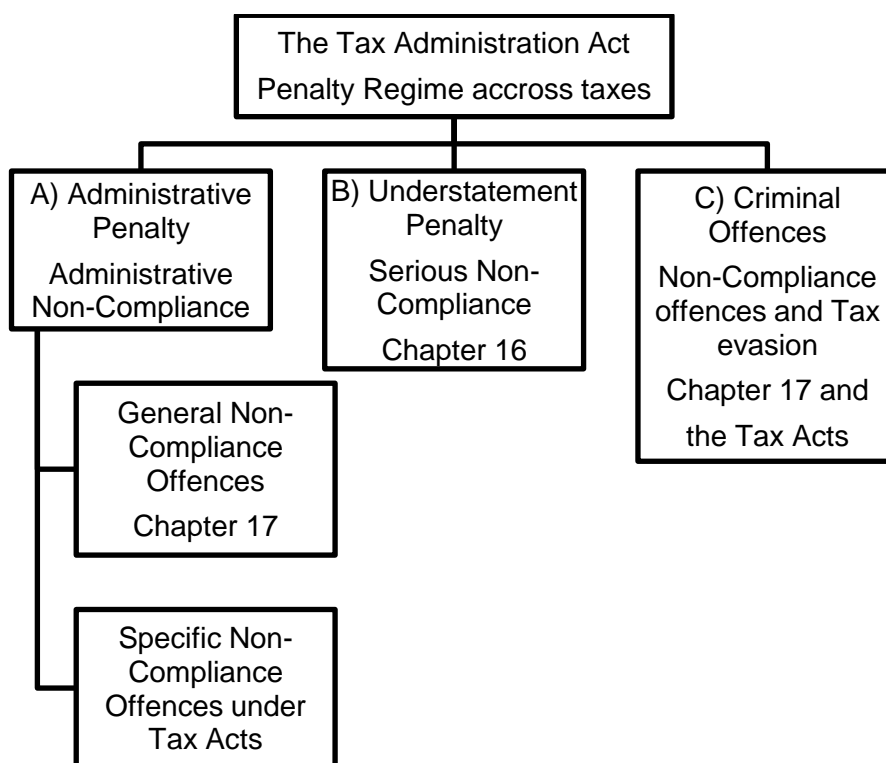 The Tax Administration Act
Penalty Regime accross taxes
A) Administrative
Penalty
Administrative
Non-Compliance
B) Understatement
Penalty
Serious Non-
Compliance
Chapter 16
C) Criminal
Offences
Non-Compliance
offences and Tax
evasion
Chapter 17 and
the Tax Acts
General Non-
Compliance
Offences
Chapter 17
Specific Non-
Compliance
Offences under
Tax Acts